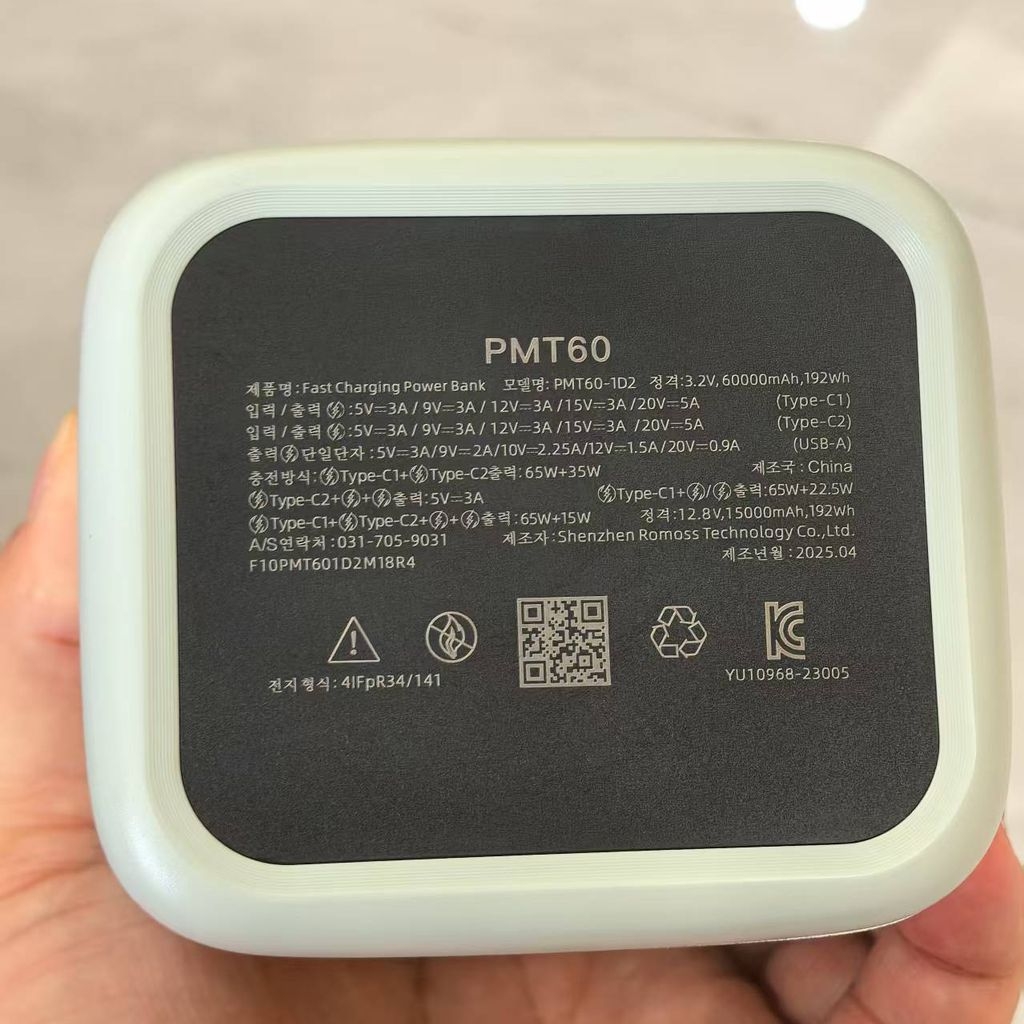 PMT60
제품명:Fast Charging Power Bank 모델명: PMT60-1D2 정격:3.2V, 60000mAh,192Wh
입력 / 출력 :5V⎓3A / 9V⎓3A / 12V⎓3A /15V⎓3A /20V⎓5A (Type-C1)
입력 / 출력 :5V⎓3A / 9V⎓3A / 12V⎓3A /15V⎓3A /20V⎓5A (Type-C2)
출력 단일단자 :5V⎓3A/9V⎓2A/10V⎓2.25A/12V⎓1.5A/20V⎓0.9A (USB-A)
충전방식: Type-C1+Type-C2출력: 65W+35W 제조국 : China
Type-C2++출력: 5V⎓3A Type-C1+/출력:65W+22.5W
Type-C1+Type-C2++출력: 65W+15W 정격:12.8V,15000mAh,192Wh
A/S연락처:031-705-9031 제조자:Shenzhen Romoss Technology Co.,Ltd.
F10PMT601D2M18R4 제조년월:2025.04
전지형식: 4IFpR34/141
YU10968-23005